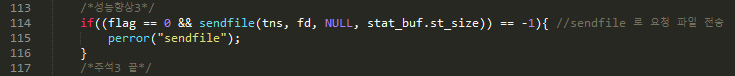 113 /*성능향상3*/
114 if((flag == 0 && sendfile(tns, fd, NULL, stat_buf.st_size)) == -1){ //sendfile 로 요청 파일 전송
115 perror("sendfile");
116 }
117 /*주석3 끝*/